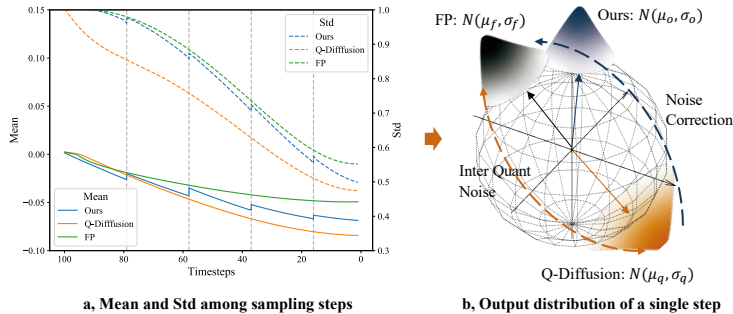 0.15
0.10
0.05
0.00
−0.05
−0.10
Mean
100
80
60
40
20
0
Timesteps
1.0
0.9
0.8
0.7
0.6
0.5
0.4
0.3
Std
Std
Ours
Q-Difffusion
FP
Mean
Ours
Q-Difffusion
FP
a, Mean and Std among sampling steps
FP: N(μf, σf)
Ours: N(μo, σo)
Noise
Correction
Inter Quant
Noise
Q-Diffusion: N(μq, σq)
b, Output distribution of a single step